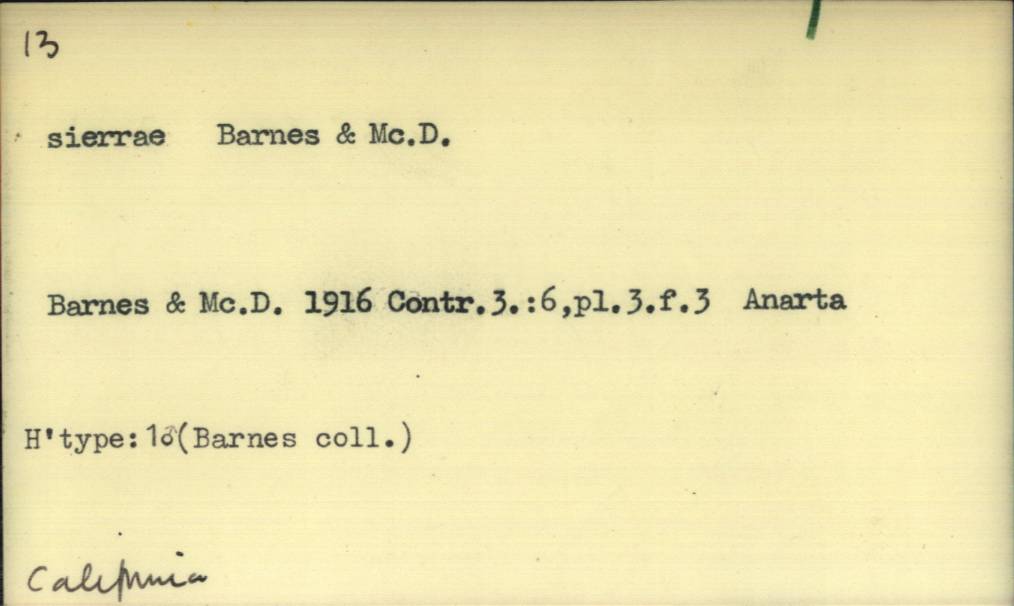 13
sierrae Barnes & Mc.D.
Barnes & Mc.D. 1916 Contr.3.:6,pl.3.f.3 Anarta
H'type:1♂(Barnes coll.)
California